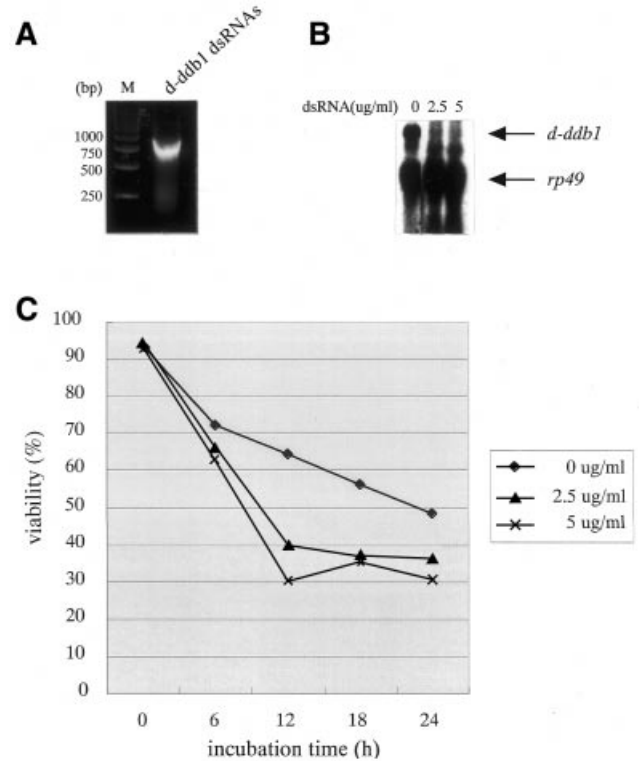 A
(bp) M d-ddb1 dsRNAs
1000
750
500
250
B
dsRNA(ug/ml) 0 2.5 5
d-ddb1
rp49
C
viability (%)
100
90
80
70
60
50
40
30
20
10
0
0 6 12 18 24
incubation time (h)
0 ug/ml
2.5 ug/ml
5 ug/ml